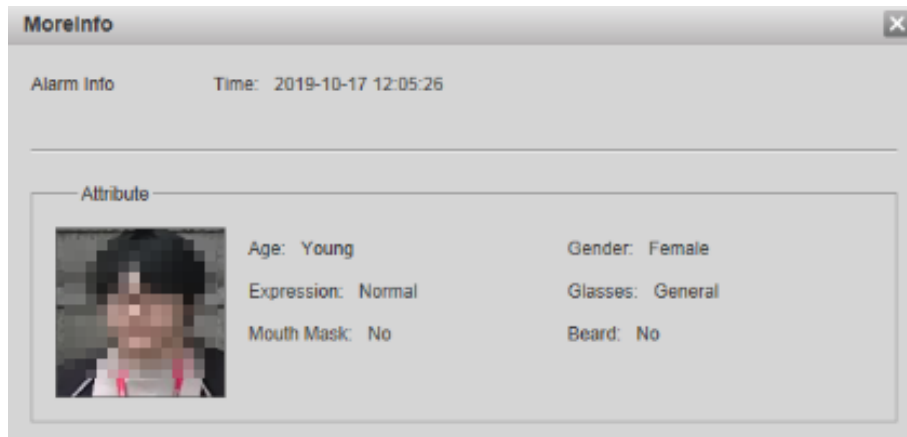 MoreInfo
Alarm Info Time: 2019-10-17 12:05:26
Attribute
Age: Young Gender: Female
Expression: Normal Glasses: General
Mouth Mask: No Beard: No